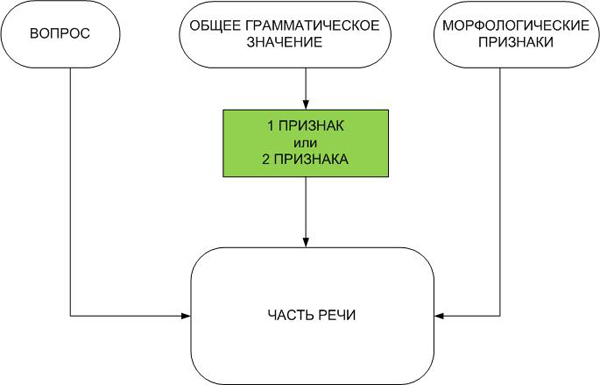 ВОПРОС
ОБЩЕЕ ГРАММАТИЧЕСКОЕ
ЗНАЧЕНИЕ
МОРФОЛОГИЧЕСКИЕ
ПРИЗНАКИ
1 ПРИЗНАК
или
2 ПРИЗНАКА
ЧАСТЬ РЕЧИ